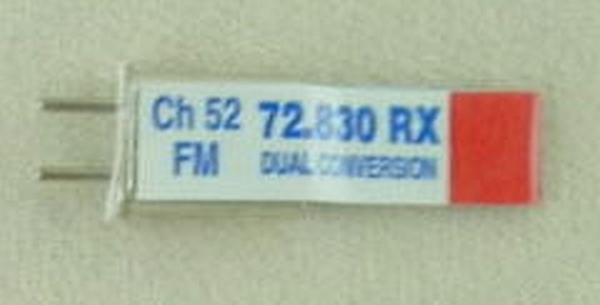 Ch 52 72.830 RX
FM DUAL CONVERSION